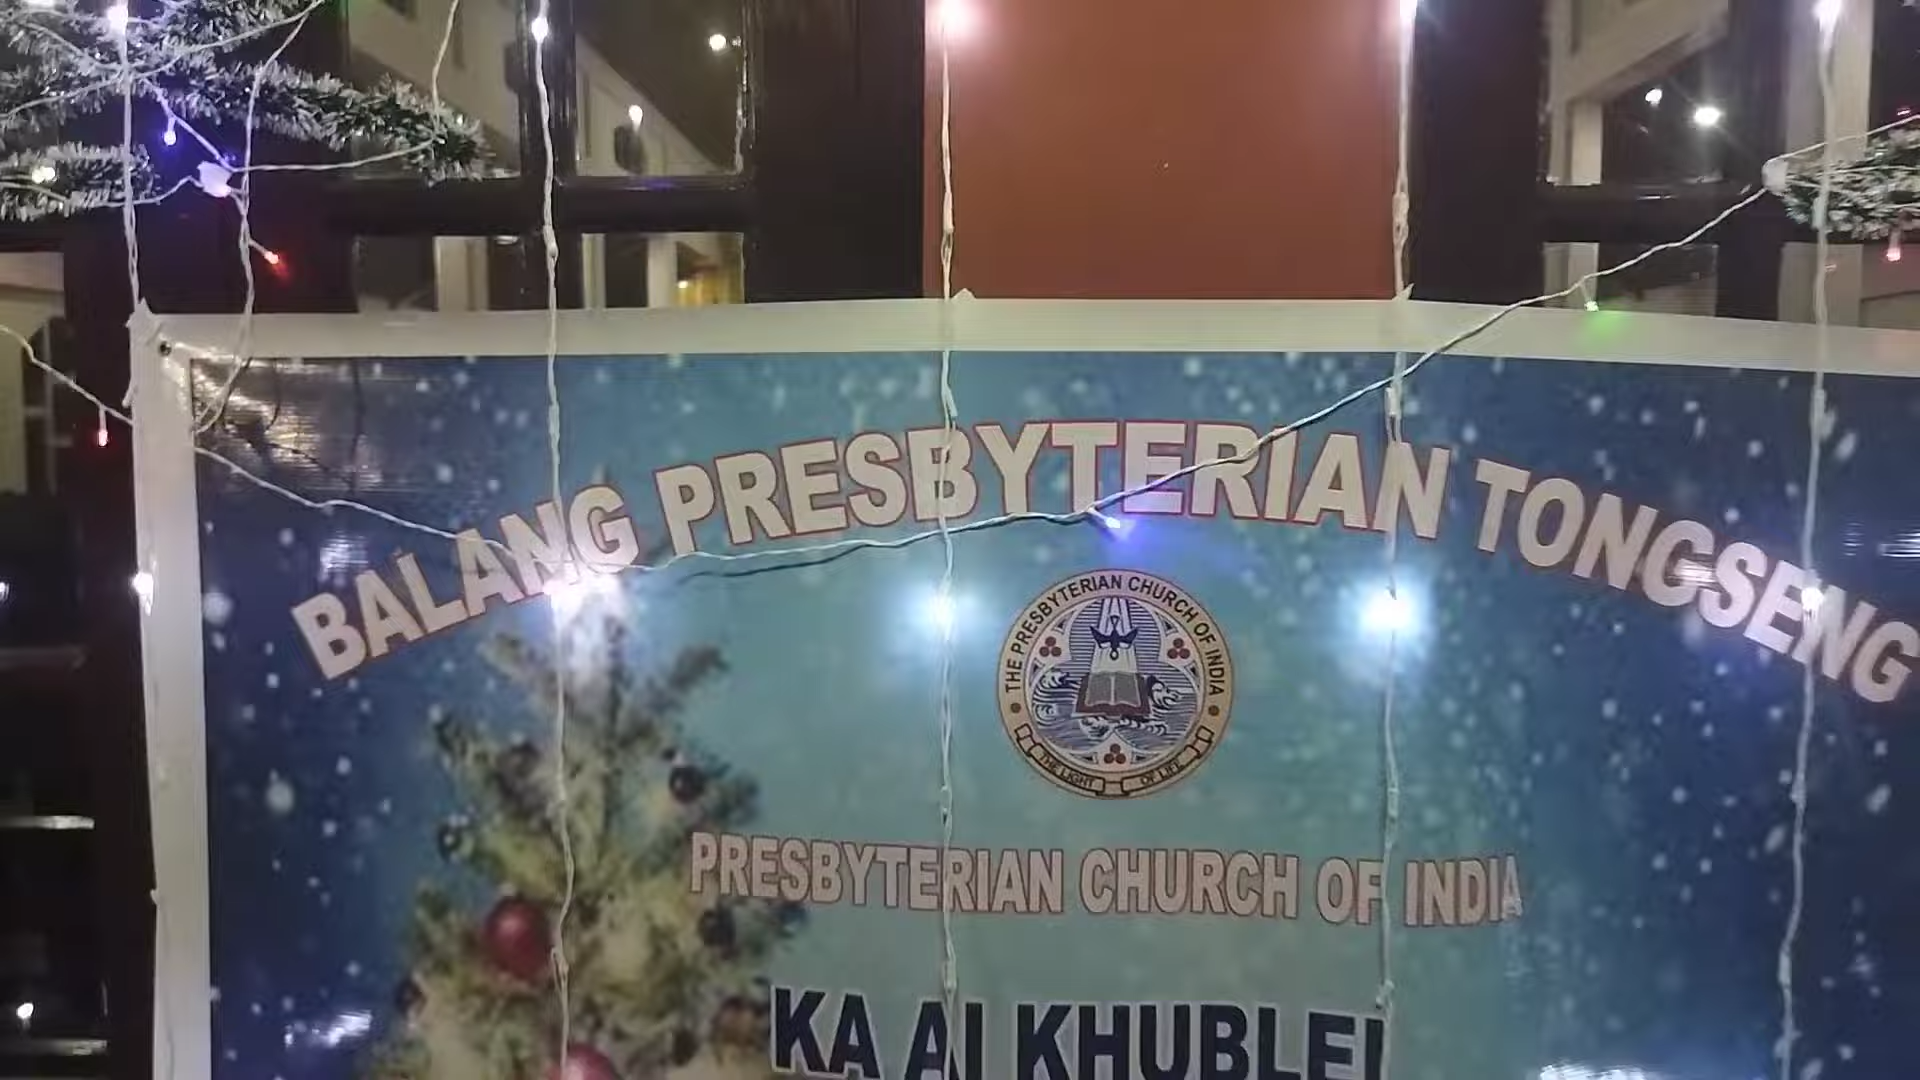 BALANG PRESBYTERIAN TONGSENG
THE PRESBYTERIAN CHURCH OF INDIA
THE LIGHT OF LIFE
PRESBYTERIAN CHURCH OF INDIA
KA AI KHUBLEI